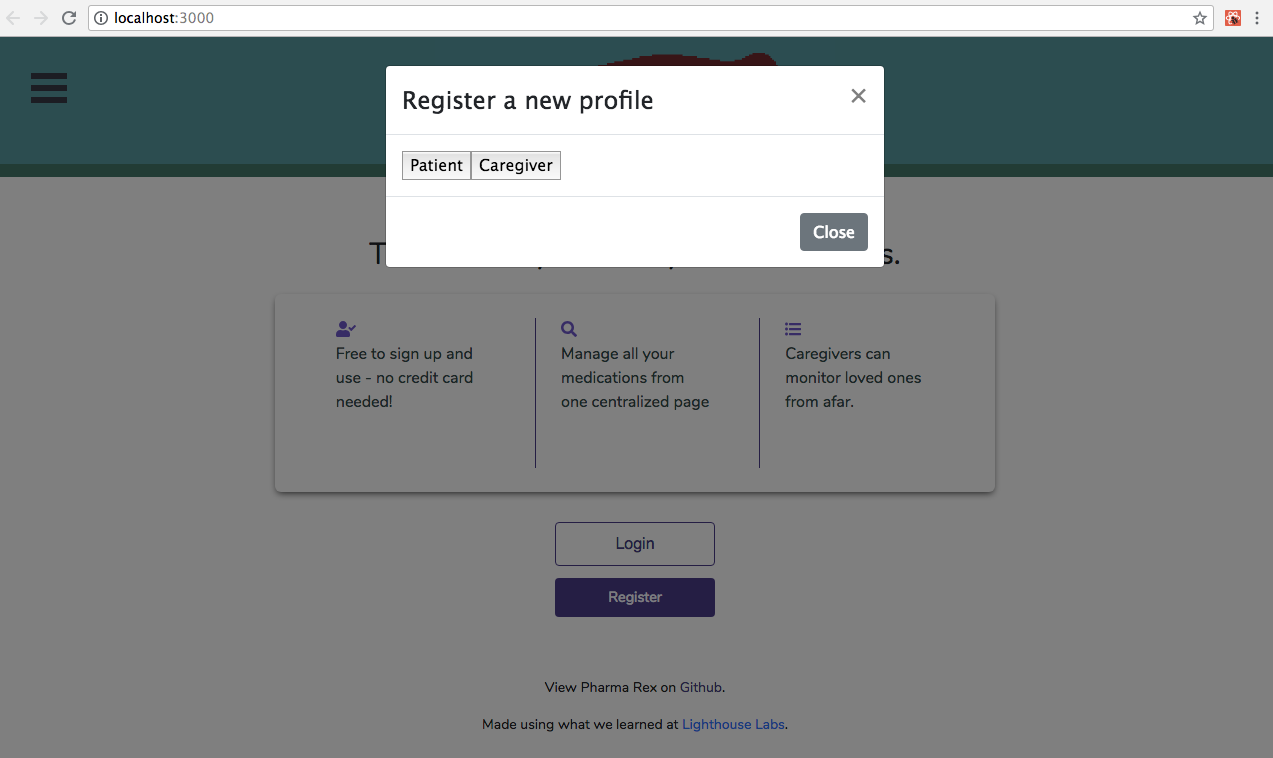 localhost:3000
Register a new profile
Patient Caregiver
Close
Free to sign up and
use - no credit card
needed!
Manage all your
medications from
one centralized page
Caregivers can
monitor loved ones
from afar.
Login
Register
View Pharma Rex on Github.
Made using what we learned at Lighthouse Labs.